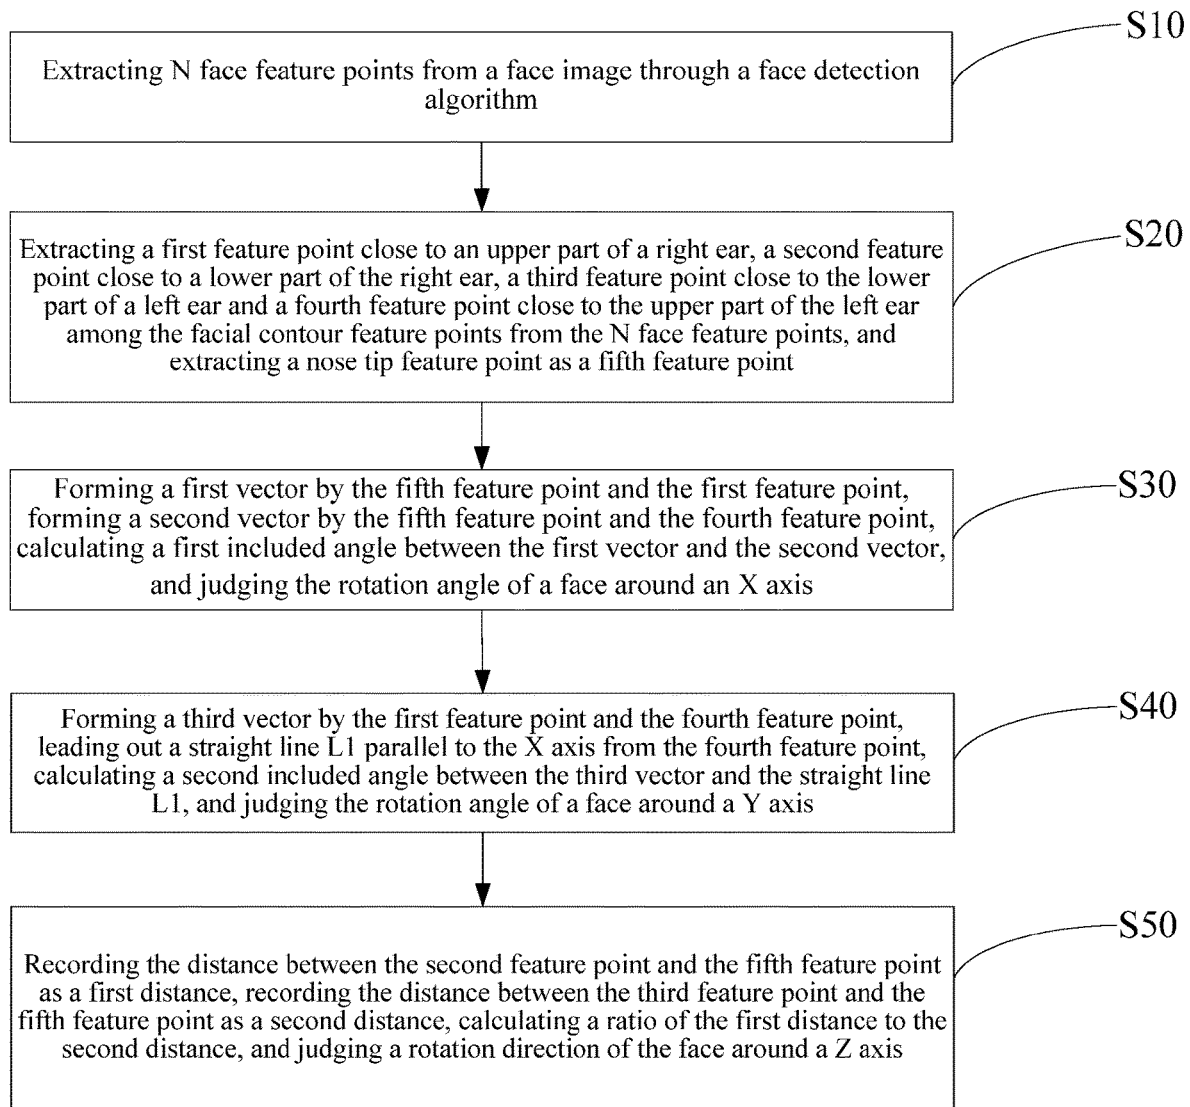 S10
Extracting N face feature points from a face image through a face detection
algorithm
S20
Extracting a first feature point close to an upper part of a right ear, a second feature
point close to a lower part of the right ear, a third feature point close to the lower
part of a left ear and a fourth feature point close to the upper part of the left ear
among the facial contour feature points from the N face feature points, and
extracting a nose tip feature point as a fifth feature point
S30
Forming a first vector by the fifth feature point and the first feature point,
forming a second vector by the fifth feature point and the fourth feature point,
calculating a first included angle between the first vector and the second vector,
and judging the rotation angle of a face around an X axis
S40
Forming a third vector by the first feature point and the fourth feature point,
leading out a straight line L1 parallel to the X axis from the fourth feature point,
calculating a second included angle between the third vector and the straight line
L1, and judging the rotation angle of a face around a Y axis
S50
Recording the distance between the second feature point and the fifth feature point
as a first distance, recording the distance between the third feature point and the
fifth feature point as a second distance, calculating a ratio of the first distance to the
second distance, and judging a rotation direction of the face around a Z axis